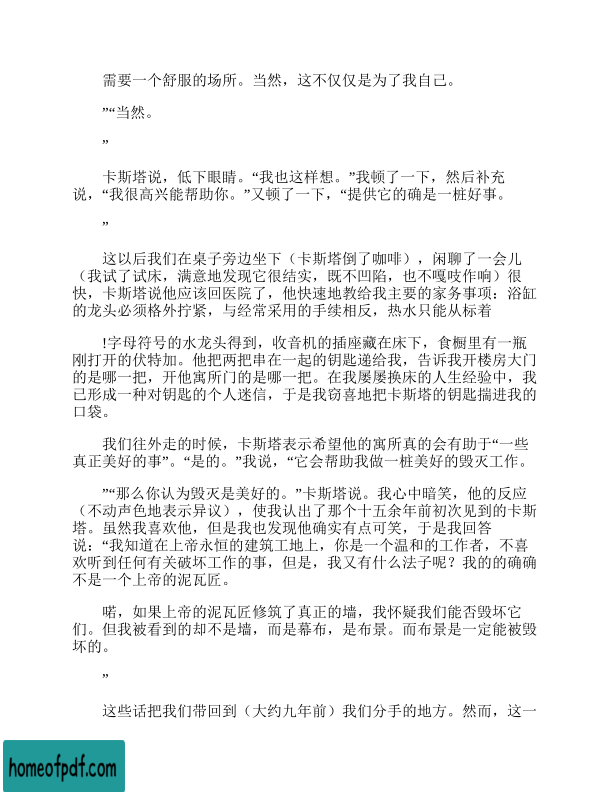 需要一个舒服的场所。当然，这不仅仅是为了我自己。
”“当然。
”
卡斯塔说，低下眼睛。“我也这样想。”我顿了一下，然后补充
说，“我很高兴能帮助你。”又顿了一下，“提供它的确是一桩好事。
”
这以后我们在桌子旁边坐下（卡斯塔倒了咖啡），闲聊了一会儿
（我试了试床，满意地发现它很结实，既不凹陷，也不嘎吱作响）很
快，卡斯塔说他应该回医院了，他快速地教给我主要的家务事项：浴缸
的龙头必须格外拧紧，与经常采用的手续相反，热水只能从标着
!字母符号的水龙头得到，收音机的插座藏在床下，食橱里有一瓶
刚打开的伏特加。他把两把串在一起的钥匙递给我，告诉我开楼房大门
的是哪一把，开他寓所门的是哪一把。在我屡屡换床的人生经验中，我
已形成一种对钥匙的个人迷信，于是我窃喜地把卡斯塔的钥匙揣进我的
口袋。
我们往外走的时候，卡斯塔表示希望他的寓所真的会有助于“一些
真正美好的事”。“是的。”我说，“它会帮助我做一桩美好的毁灭工作。
”“那么你认为毁灭是美好的。”卡斯塔说。我心中暗笑，他的反应
（不动声色地表示异议），使我认出了那个十五余年前初次见到的卡斯
塔。虽然我喜欢他，但是我也发现他确实有点可笑，于是我回答
说：“我知道在上帝永恒的建筑工地上，你是一个温和的工作者，不喜
欢听到任何有关破坏工作的事，但是，我又有什么法子呢？我的的确确
不是一个上帝的泥瓦匠。
喏，如果上帝的泥瓦匠修筑了真正的墙，我怀疑我们能否毁坏它
们。但我被看到的却不是墙，而是幕布，是布景。而布景是一定能被毁
坏的。
”
这些话把我们带回到（大约九年前）我们分手的地方。然而，这一
homeofpdf.com